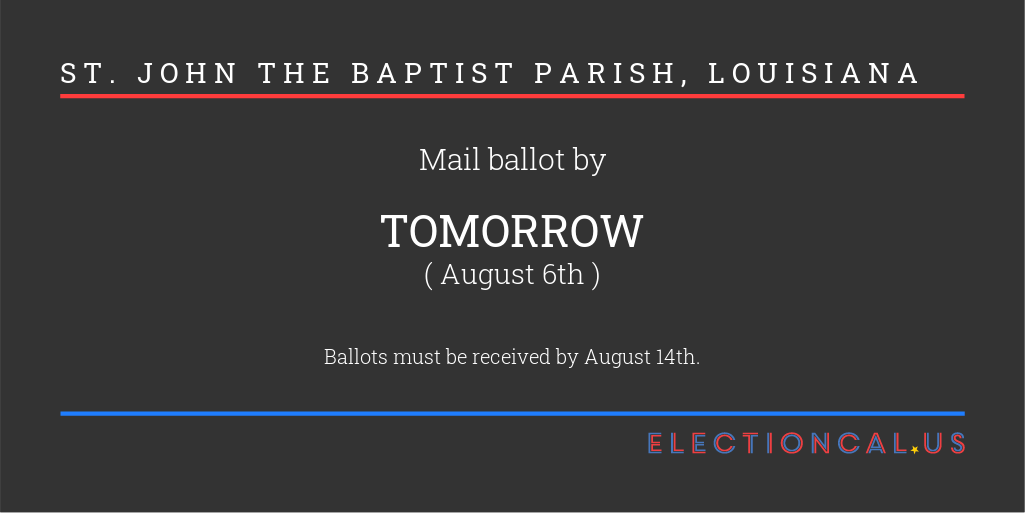 ST. JOHN THE BAPTIST PARISH, LOUISIANA
Mail ballot by
TOMORROW
( August 6th )
Ballots must be received by August 14th.
ELECTIONCAL.US